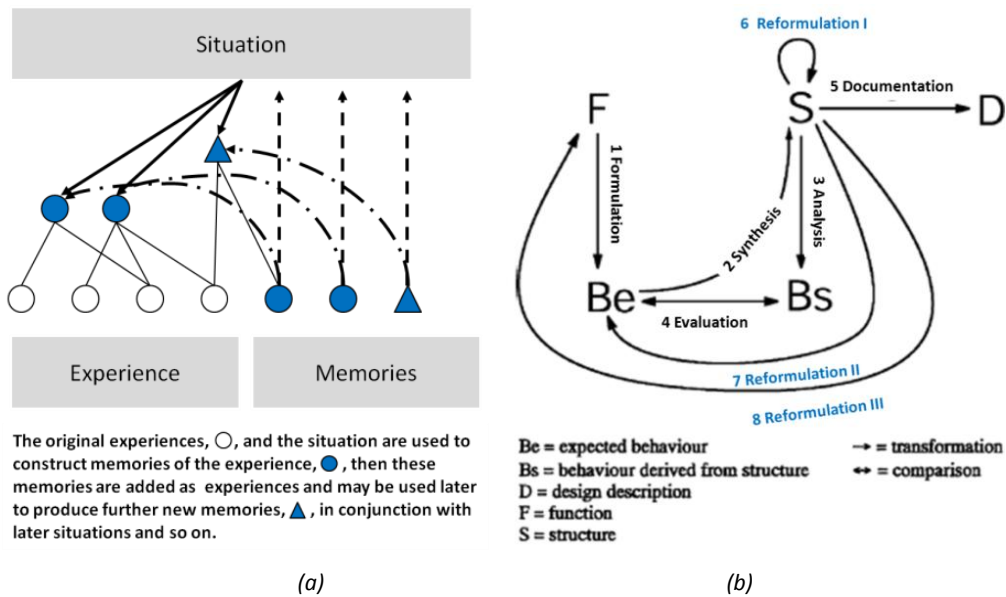 Situation
Experience
Memories
The original experiences, ○, and the situation are used to
construct memories of the experience, ●, then these
memories are added as experiences and may be used later
to produce further new memories, ▲, in conjunction with
later situations and so on.
(a)
6 Reformulation I
F
S
5 Documentation
D
1 Formulation
2 Synthesis
3 Analysis
Be
Bs
4 Evaluation
7 Reformulation II
8 Reformulation III
Be = expected behaviour
Bs = behaviour derived from structure
D = design description
F = function
S = structure
→ = transformation
↔ = comparison
(b)